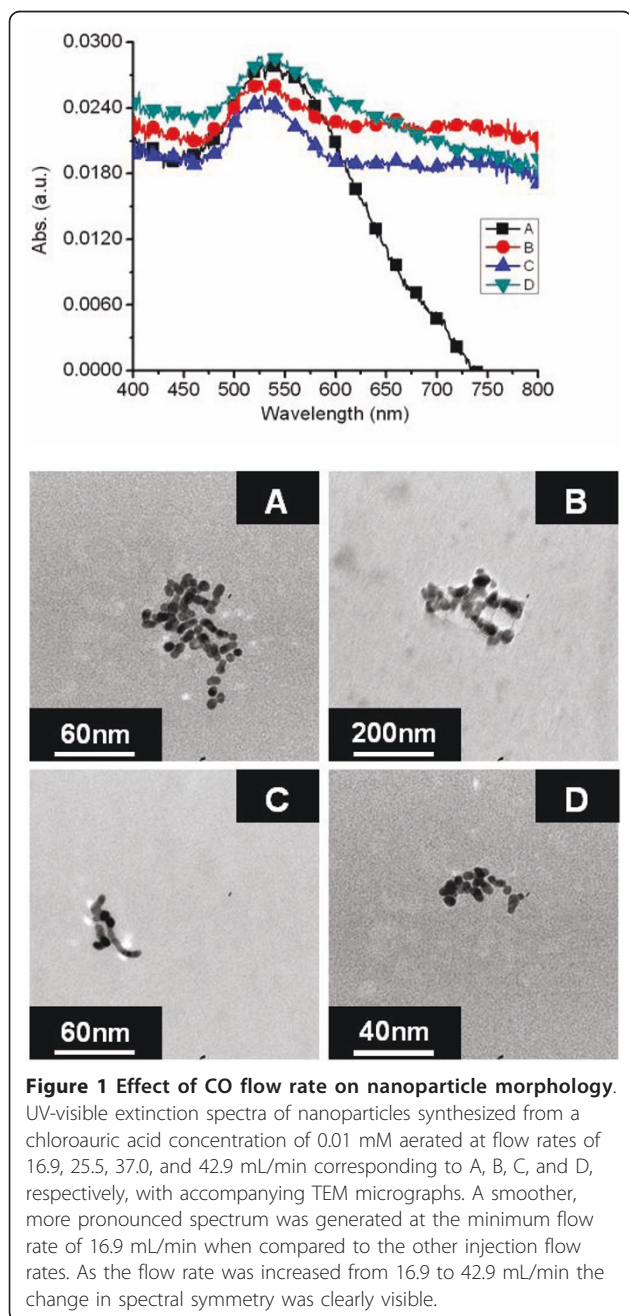 0.0300
0.0240
0.0180
0.0120
0.0060
0.0000
Abs. (a.u.)
400 450 500 550 600 650 700 750 800
Wavelength (nm)
A
B
C
D
A
60nm
B
200nm
C
60nm
D
40nm
Figure 1 Effect of CO flow rate on nanoparticle morphology.
UV-visible extinction spectra of nanoparticles synthesized from a
chloroauric acid concentration of 0.01 mM aerated at flow rates of
16.9, 25.5, 37.0, and 42.9 mL/min corresponding to A, B, C, and D,
respectively, with accompanying TEM micrographs. A smoother,
more pronounced spectrum was generated at the minimum flow
rate of 16.9 mL/min when compared to the other injection flow
rates. As the flow rate was increased from 16.9 to 42.9 mL/min the
change in spectral symmetry was clearly visible.